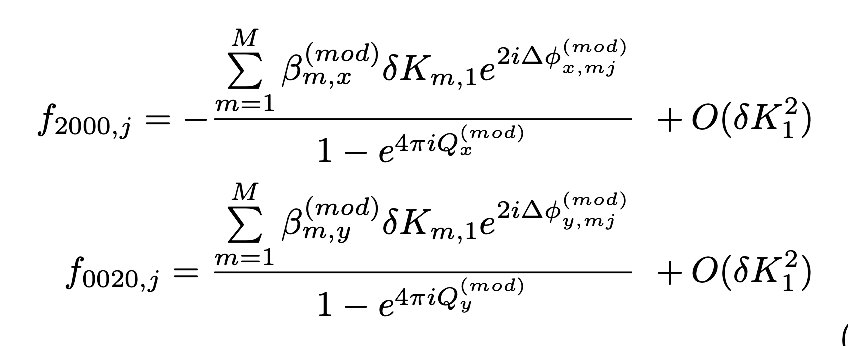 $f_{2000,j} = -\frac{\sum_{m=1}^{M} \beta_{m,x}^{(mod)} \delta K_{m,1} e^{2i\Delta\phi_{x,mj}^{(mod)}}}{1 - e^{4\pi i Q_x^{(mod)}}} + O(\delta K_1^2)$
$f_{0020,j} = \frac{\sum_{m=1}^{M} \beta_{m,y}^{(mod)} \delta K_{m,1} e^{2i\Delta\phi_{y,mj}^{(mod)}}}{1 - e^{4\pi i Q_y^{(mod)}}} + O(\delta K_1^2)$